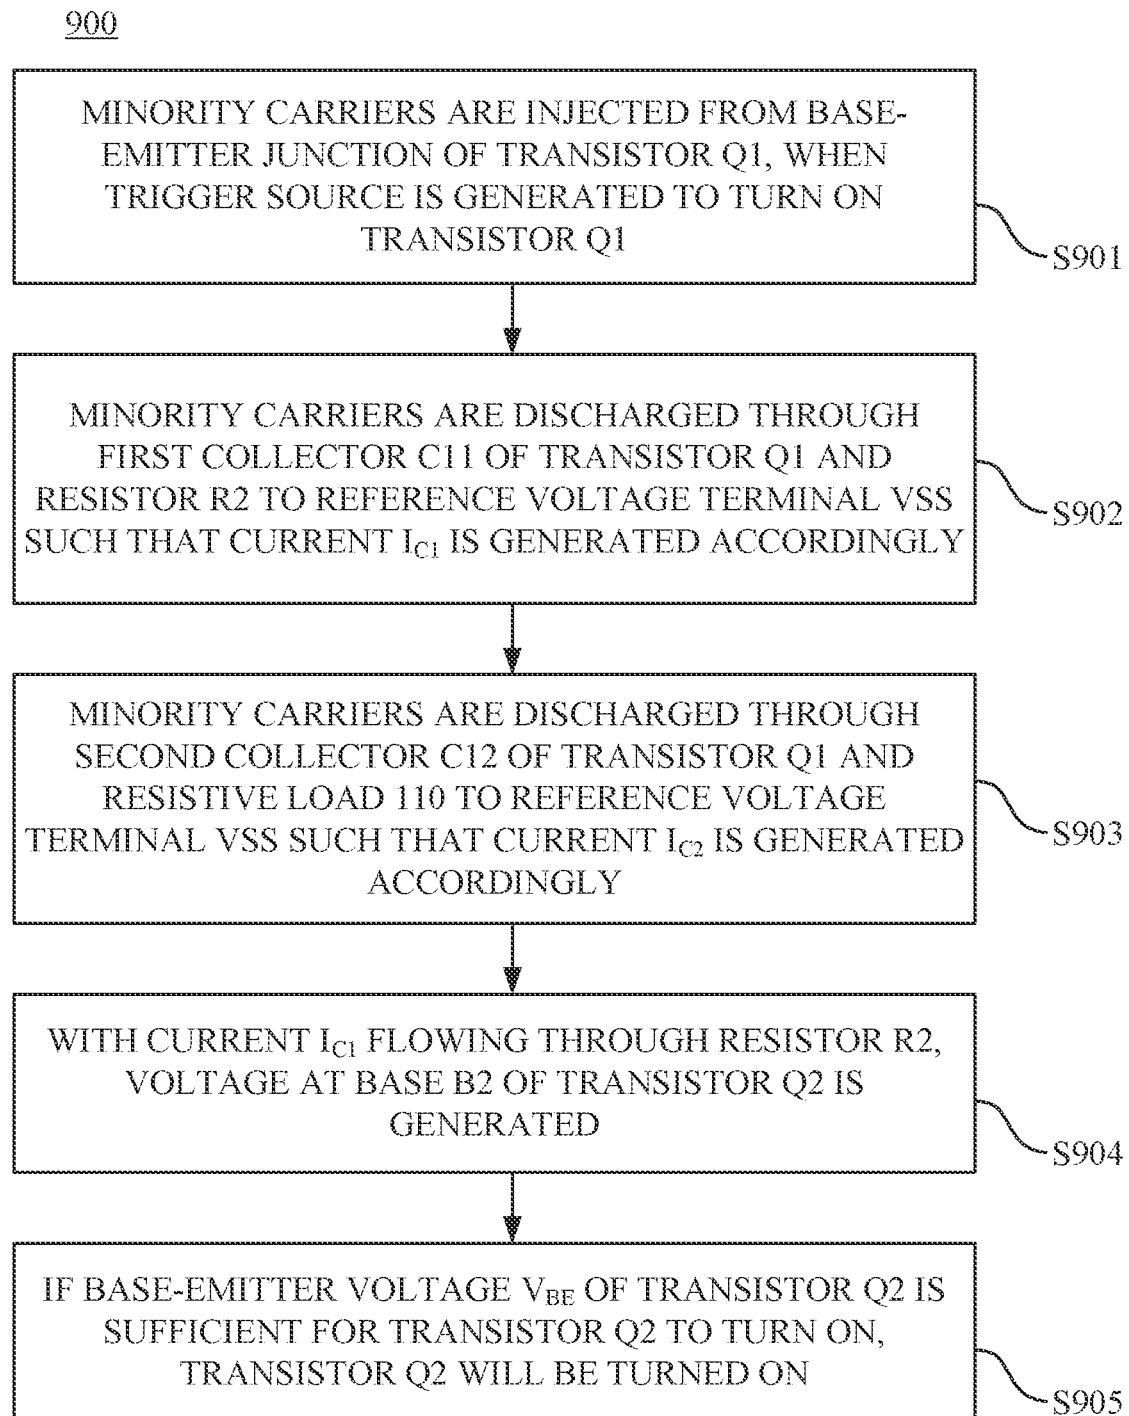 900
MINORITY CARRIERS ARE INJECTED FROM BASE-
EMITTER JUNCTION OF TRANSISTOR Q1, WHEN
TRIGGER SOURCE IS GENERATED TO TURN ON
TRANSISTOR Q1
S901
MINORITY CARRIERS ARE DISCHARGED THROUGH
FIRST COLLECTOR C11 OF TRANSISTOR Q1 AND
RESISTOR R2 TO REFERENCE VOLTAGE TERMINAL VSS
SUCH THAT CURRENT I_C1 IS GENERATED ACCORDINGLY
S902
MINORITY CARRIERS ARE DISCHARGED THROUGH
SECOND COLLECTOR C12 OF TRANSISTOR Q1 AND
RESISTIVE LOAD 110 TO REFERENCE VOLTAGE
TERMINAL VSS SUCH THAT CURRENT I_C2 IS GENERATED
ACCORDINGLY
S903
WITH CURRENT I_C1 FLOWING THROUGH RESISTOR R2,
VOLTAGE AT BASE B2 OF TRANSISTOR Q2 IS
GENERATED
S904
IF BASE-EMITTER VOLTAGE V_BE OF TRANSISTOR Q2 IS
SUFFICIENT FOR TRANSISTOR Q2 TO TURN ON,
TRANSISTOR Q2 WILL BE TURNED ON
S905